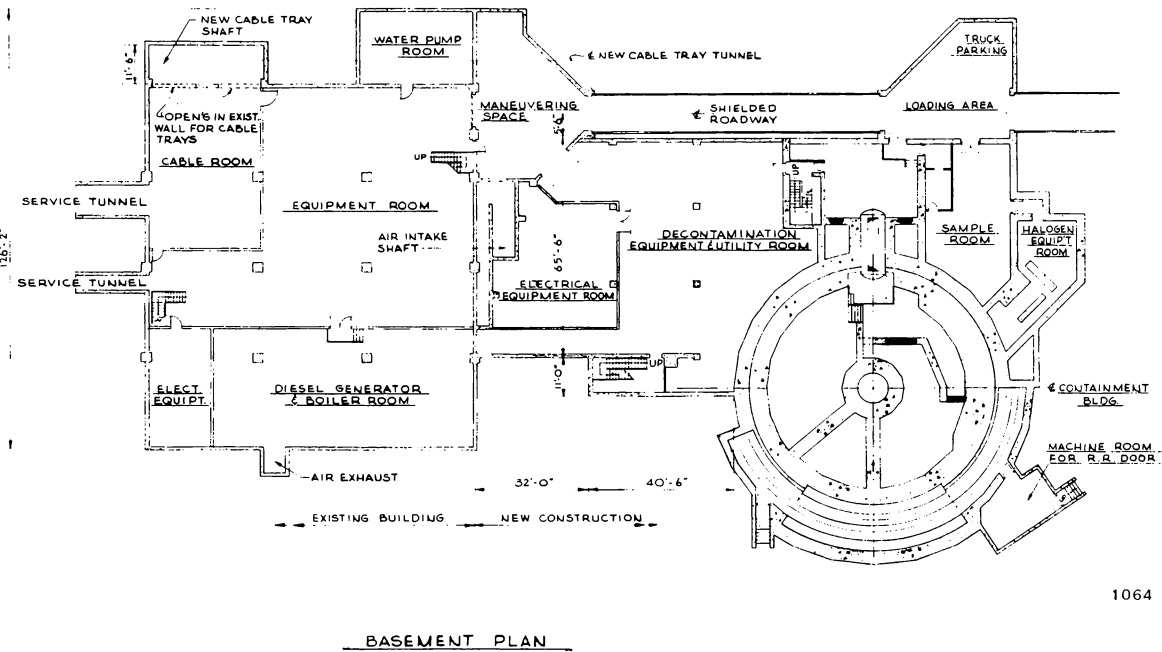 NEW CABLE TRAY
SHAFT
WATER PUMP
ROOM
11'-6"
℄ NEW CABLE TRAY TUNNEL
TRUCK
PARKING
OPEN'G IN EXIST.
WALL FOR CABLE
TRAYS
CABLE ROOM
MANEUVERING
SPACE
5'-6"
℄ SHIELDED
ROADWAY
LOADING AREA
UP
UP
SERVICE TUNNEL
EQUIPMENT ROOM
AIR INTAKE
SHAFT
126'-2"
65'-6"
DECONTAMINATION
EQUIPMENT & UTILITY ROOM
SAMPLE
ROOM
HALOGEN
EQUIP'T
ROOM
SERVICE TUNNEL
ELECTRICAL
EQUIPMENT ROOM
ELECT.
EQUIPT.
DIESEL GENERATOR
& BOILER ROOM
11'-0"
UP
℄ CONTAINMENT
BLDG.
MACHINE ROOM
FOR R.R. DOOR
UP
AIR EXHAUST
32'-0"
40'-6"
EXISTING BUILDING
NEW CONSTRUCTION
1064
BASEMENT PLAN